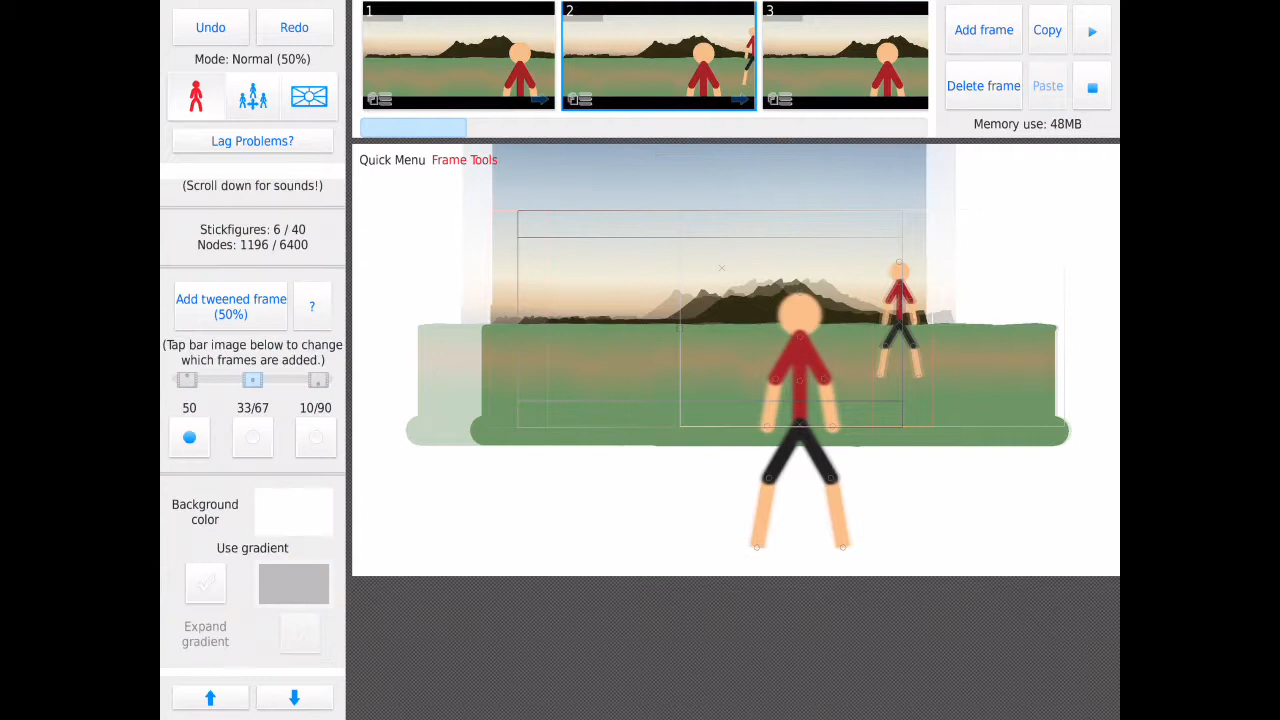 Undo
Redo
Mode: Normal (50%)
Lag Problems?
(Scroll down for sounds!)
Stickfigures: 6 / 40
Nodes: 1196 / 6400
Add tweened frame
(50%)
?
(Tap bar image below to change
which frames are added.)
50
33/67
10/90
Background
color
Use gradient
Expand
gradient
1
2
3
Add frame
Copy
Delete frame
Paste
Memory use: 48MB
Quick Menu
Frame Tools